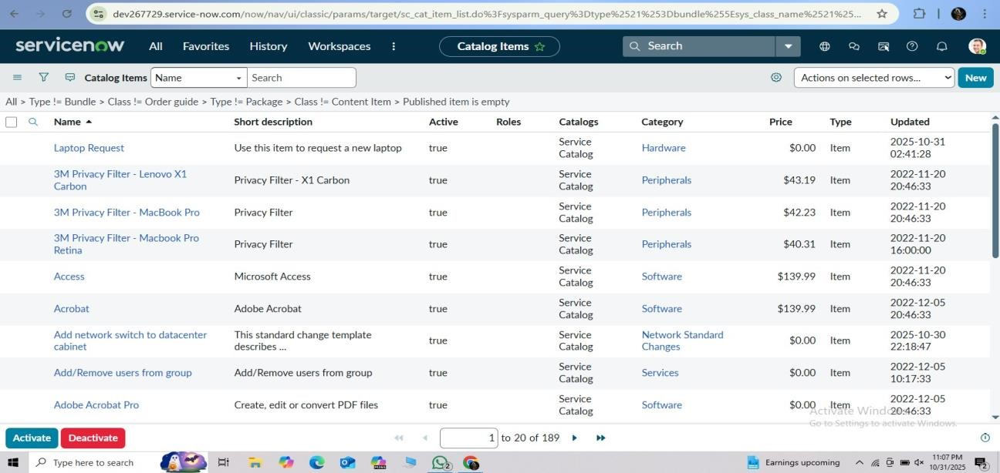 dev267729.service-now.com/now/nav/ui/classic/params/target/sc_cat_item_list.do%3Fsysparm_query%3Dtype%2521%253Dbundle%255Esys_class_name%2521%25...
servicenow All Favorites History Workspaces Catalog Items Search
Catalog Items Name Search Actions on selected rows... New
All > Type != Bundle > Class != Order guide > Type != Package > Class != Content Item > Published item is empty
Name Short description Active Roles Catalogs Category Price Type Updated
Laptop Request Use this item to request a new laptop true Service Catalog Hardware $0.00 Item 2025-10-31 02:41:28
3M Privacy Filter - Lenovo X1 Carbon Privacy Filter - X1 Carbon true Service Catalog Peripherals $43.19 Item 2022-11-20 20:46:33
3M Privacy Filter - MacBook Pro Privacy Filter true Service Catalog Peripherals $42.23 Item 2022-11-20 20:46:33
3M Privacy Filter - Macbook Pro Retina Privacy Filter true Service Catalog Peripherals $40.31 Item 2022-11-20 16:00:00
Access Microsoft Access true Service Catalog Software $139.99 Item 2022-11-20 20:46:33
Acrobat Adobe Acrobat true Service Catalog Software $139.99 Item 2022-12-05 20:46:33
Add network switch to datacenter cabinet This standard change template describes ... true Service Catalog Network Standard Changes $0.00 Item 2025-10-30 22:18:47
Add/Remove users from group Add/Remove users from group true Service Catalog Services $0.00 Item 2022-12-05 10:17:33
Adobe Acrobat Pro Create, edit or convert PDF files true Service Catalog Software $0.00 Item 2022-12-05 20:46:33
Activate Windows
Go to Settings to activate Windows.
Activate Deactivate 1 to 20 of 189
Type here to search Earnings upcoming 11:07 PM
10/31/2025